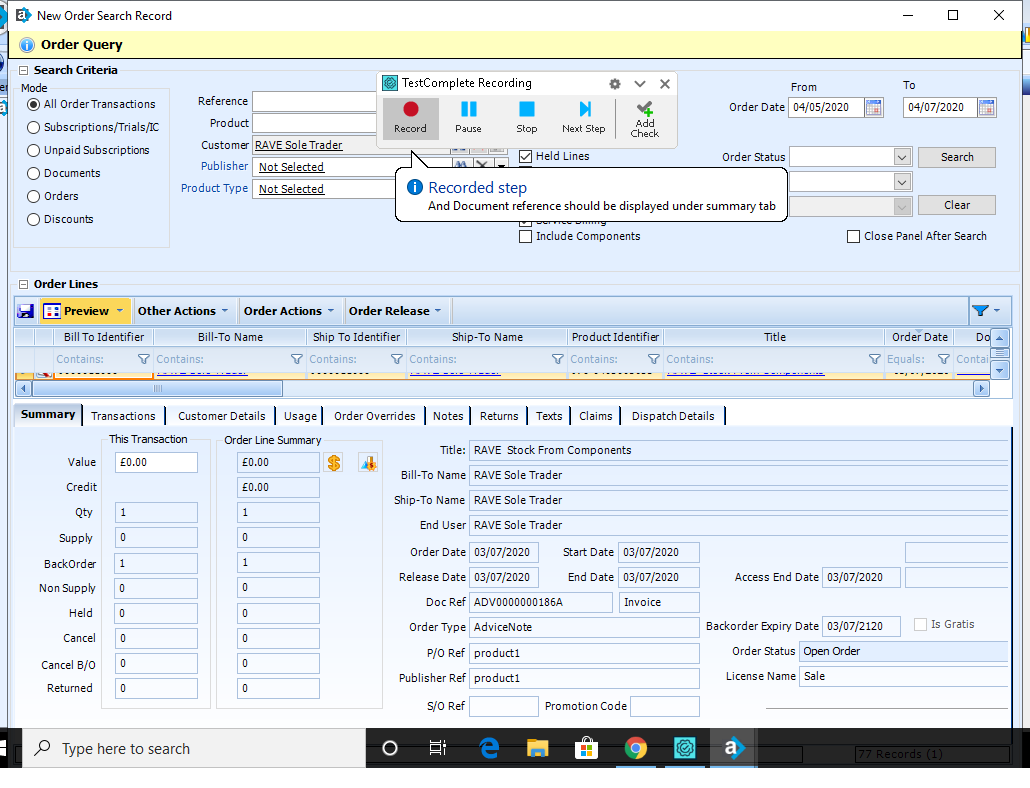 New Order Search Record
Order Query
Search Criteria
Mode
All Order Transactions
Subscriptions/Trials/IC
Unpaid Subscriptions
Documents
Orders
Discounts
Reference
Product
Customer RAVE Sole Trader
Publisher Not Selected
Product Type Not Selected
TestComplete Recording
Record Pause Stop Next Step Add Check
Recorded step
And Document reference should be displayed under summary tab
Held Lines
Include Components
From To
Order Date 04/05/2020 04/07/2020
Order Status Search
Clear
Close Panel After Search
Order Lines
Preview Other Actions Order Actions Order Release
Bill To Identifier Bill-To Name Ship To Identifier Ship-To Name Product Identifier Title Order Date Do
Contains: Contains: Contains: Contains: Contains: Contains: Equals: Contai
Summary Transactions Customer Details Usage Order Overrides Notes Returns Texts Claims Dispatch Details
This Transaction Order Line Summary
Value £0.00 £0.00
Credit £0.00
Qty 1 1
Supply 0 0
BackOrder 1 1
Non Supply 0 0
Held 0 0
Cancel 0 0
Cancel B/O 0 0
Returned 0 0
Title: RAVE Stock From Components
Bill-To Name RAVE Sole Trader
Ship-To Name RAVE Sole Trader
End User RAVE Sole Trader
Order Date 03/07/2020 Start Date 03/07/2020
Release Date 03/07/2020 End Date 03/07/2020 Access End Date 03/07/2020
Doc Ref ADV0000000186A Invoice
Order Type AdviceNote Backorder Expiry Date 03/07/2120 Is Gratis
P/O Ref product1 Order Status Open Order
Publisher Ref product1 License Name Sale
S/O Ref Promotion Code
Type here to search
77 Records (1)